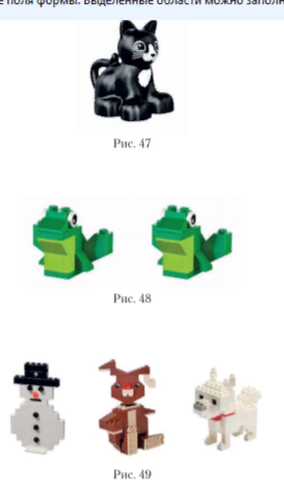 поля формы. Выделенные области можно заполн
Рис. 47
Рис. 48
Рис. 49